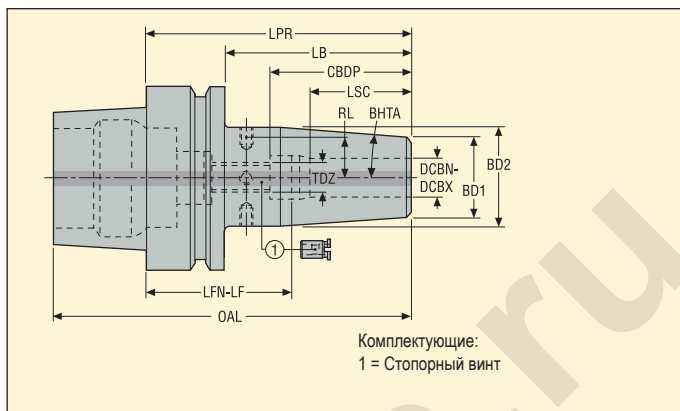 LPR
LB
CBDP
LSC
RL
BHTA
TDZ
DCBN-
DCBX
BD1
BD2
1
LFN-LF
OAL
Комплектующие:
1 = Стопорный винт
.ru